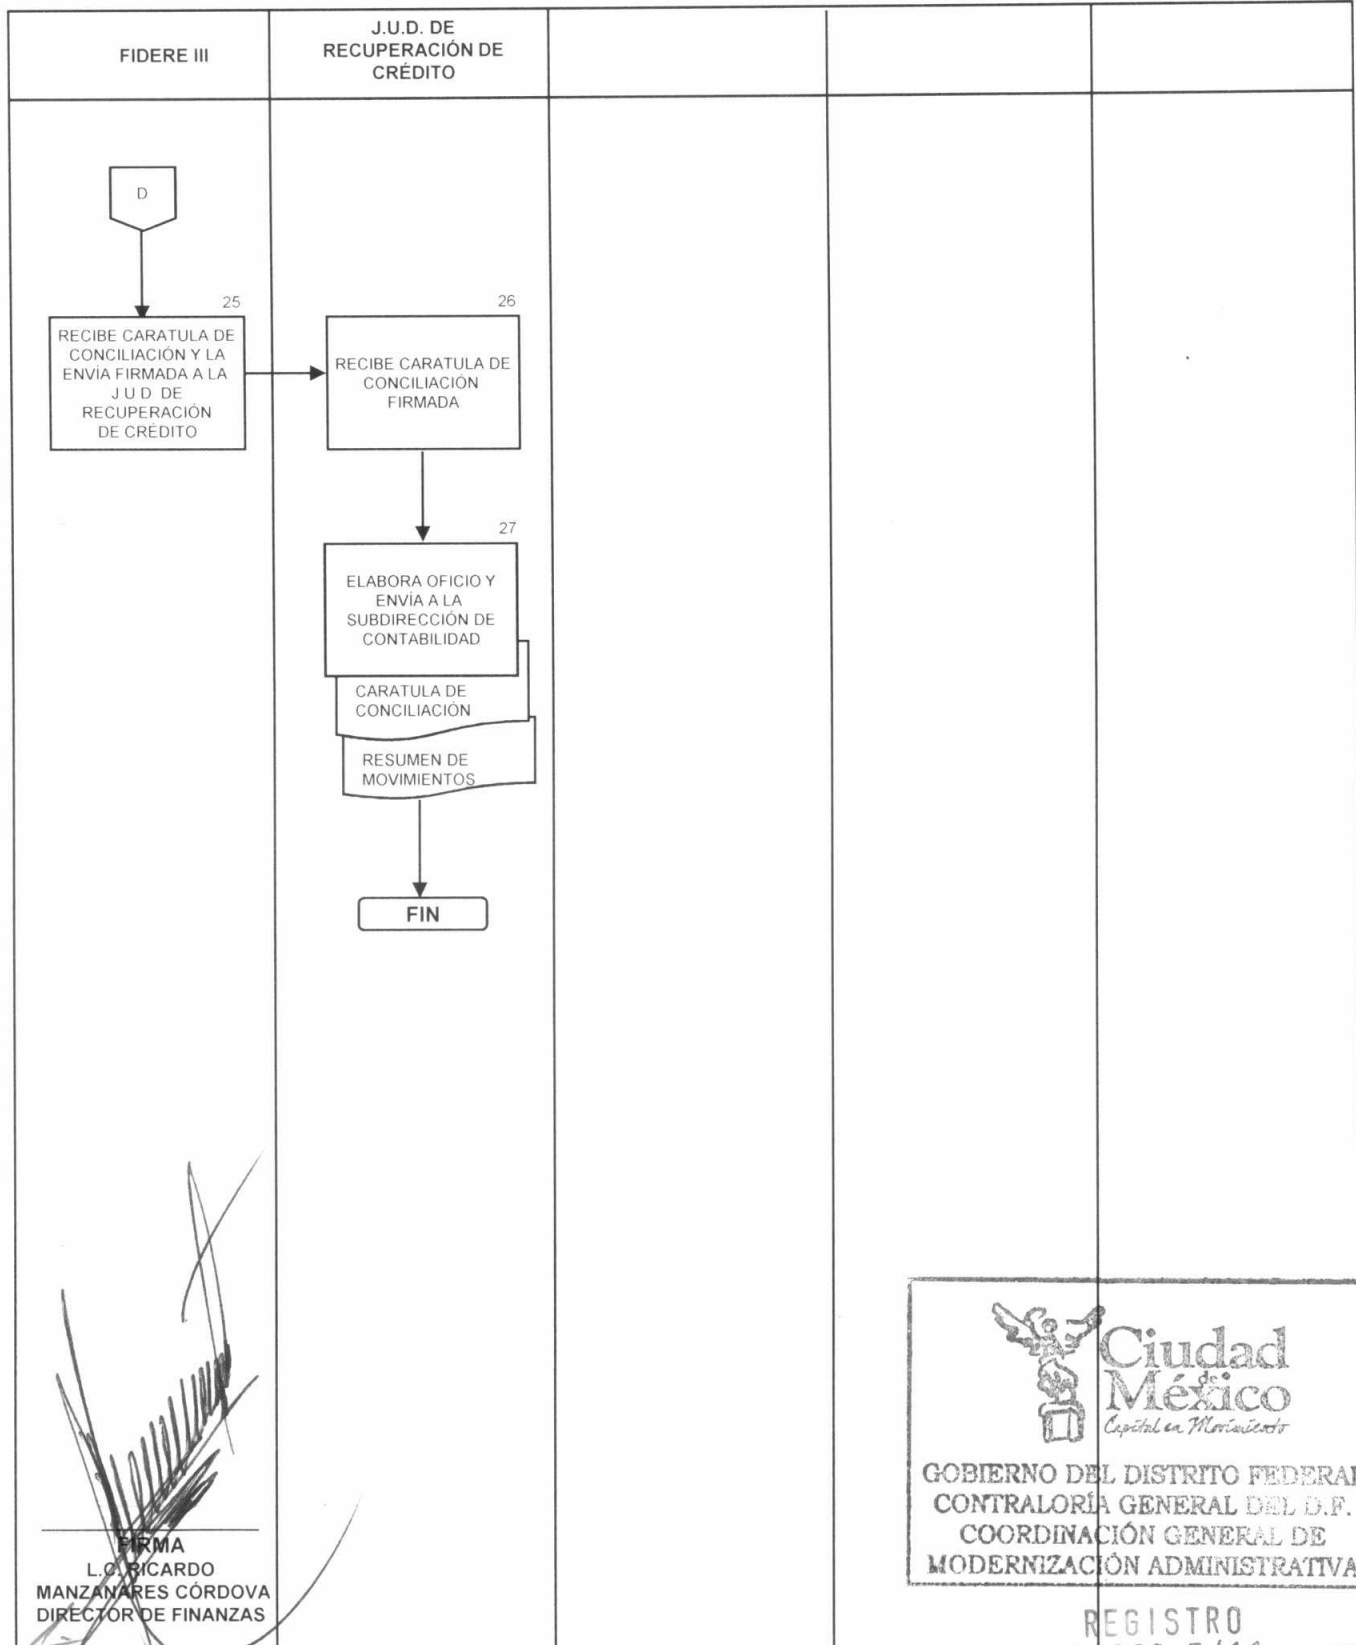 FIDERE III
J.U.D. DE
RECUPERACIÓN DE
CRÉDITO
D
25
RECIBE CARATULA DE
CONCILIACIÓN Y LA
ENVÍA FIRMADA A LA
J U D DE
RECUPERACIÓN
DE CRÉDITO
26
RECIBE CARATULA DE
CONCILIACIÓN
FIRMADA
27
ELABORA OFICIO Y
ENVÍA A LA
SUBDIRECCIÓN DE
CONTABILIDAD
CARATULA DE
CONCILIACIÓN
RESUMEN DE
MOVIMIENTOS
FIN
FIRMA
L.C. RICARDO
MANZANARES CÓRDOVA
DIRECTOR DE FINANZAS
Ciudad
de
México
Capital en Movimiento
GOBIERNO DEL DISTRITO FEDERAL
CONTRALORÍA GENERAL DEL D.F.
COORDINACIÓN GENERAL DE
MODERNIZACIÓN ADMINISTRATIVA
REGISTRO